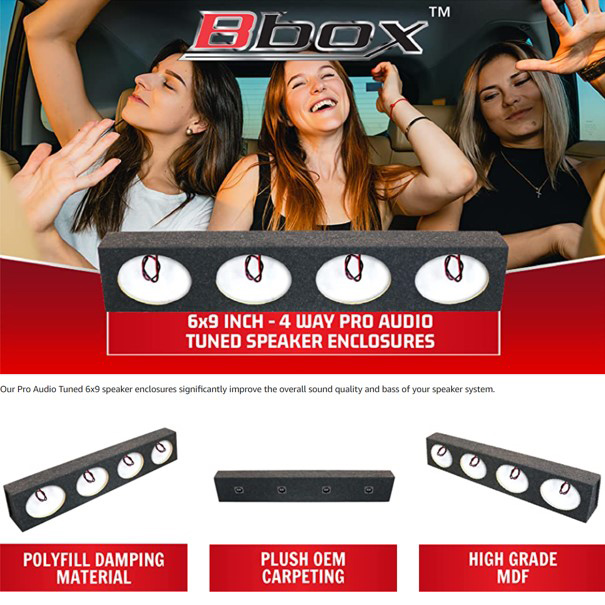 Bbox™
6x9 INCH - 4 WAY PRO AUDIO
TUNED SPEAKER ENCLOSURES
Our Pro Audio Tuned 6x9 speaker enclosures significantly improve the overall sound quality and bass of your speaker system.
POLYFILL DAMPING
MATERIAL
PLUSH OEM
CARPETING
HIGH GRADE
MDF